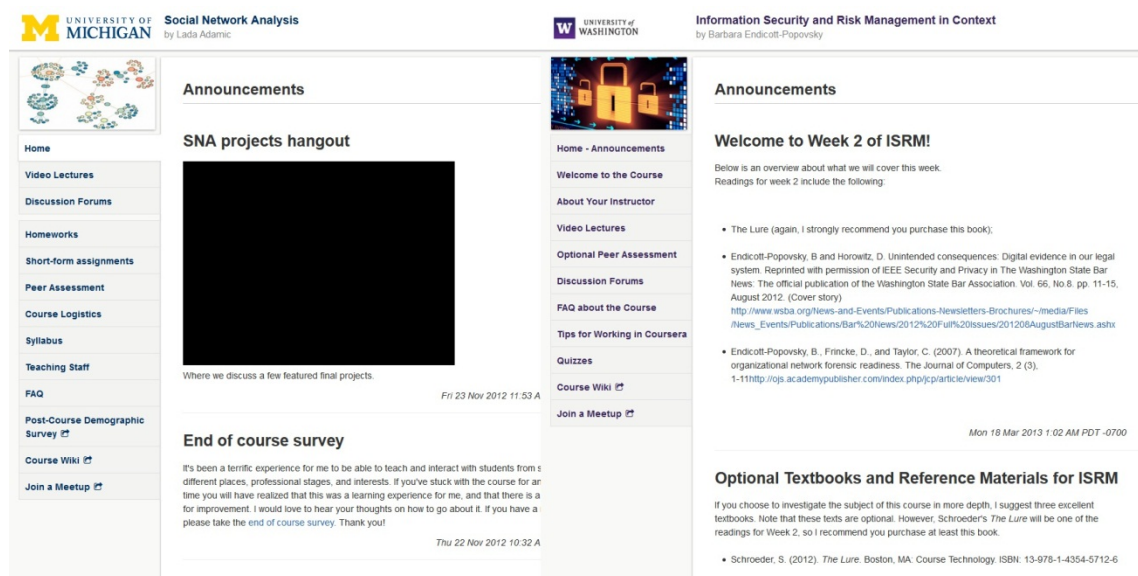 UNIVERSITY OF
MICHIGAN
Social Network Analysis
by Lada Adamic
Home
Video Lectures
Discussion Forums
Homeworks
Short-form assignments
Peer Assessment
Course Logistics
Syllabus
Teaching Staff
FAQ
Post-Course Demographic
Survey
Course Wiki
Join a Meetup
Announcements
SNA projects hangout
Where we discuss a few featured final projects.
Fri 23 Nov 2012 11:53 A
End of course survey
It's been a terrific experience for me to be able to teach and interact with students from s
different places, professional stages, and interests. If you've stuck with the course for an
time you will have realized that this was a learning experience for me, and that there is a
for improvement. I would love to hear your thoughts on how to go about it. If you have a
please take the end of course survey. Thank you!
Thu 22 Nov 2012 10:32 A
W UNIVERSITY of
WASHINGTON
Information Security and Risk Management in Context
by Barbara Endicott-Popovsky
Home - Announcements
Welcome to the Course
About Your Instructor
Video Lectures
Optional Peer Assessment
Discussion Forums
FAQ about the Course
Tips for Working in Coursera
Quizzes
Course Wiki
Join a Meetup
Announcements
Welcome to Week 2 of ISRM!
Below is an overview about what we will cover this week.
Readings for week 2 include the following:
• The Lure (again, I strongly recommend you purchase this book);
• Endicott-Popovsky, B and Horowitz, D. Unintended consequences: Digital evidence in our legal
system. Reprinted with permission of IEEE Security and Privacy in The Washington State Bar
News: The official publication of the Washington State Bar Association. Vol. 66, No.8. pp. 11-15,
August 2012. (Cover story)
http://www.wsba.org/News-and-Events/Publications-Newsletters-Brochures/~/media/Files
/News_Events/Publications/Bar%20News/2012%20Full%20Issues/201208AugustBarNews.ashx
• Endicott-Popovsky, B., Frincke, D., and Taylor, C. (2007). A theoretical framework for
organizational network forensic readiness. The Journal of Computers, 2 (3),
1-11http://ojs.academypublisher.com/index.php/jcp/article/view/301
Mon 18 Mar 2013 1:02 AM PDT -0700
Optional Textbooks and Reference Materials for ISRM
If you choose to investigate the subject of this course in more depth, I suggest three excellent
textbooks. Note that these texts are optional. However, Schroeder's The Lure will be one of the
readings for Week 2, so I recommend you purchase at least this book.
• Schroeder, S. (2012). The Lure. Boston, MA: Course Technology. ISBN: 13-978-1-4354-5712-6